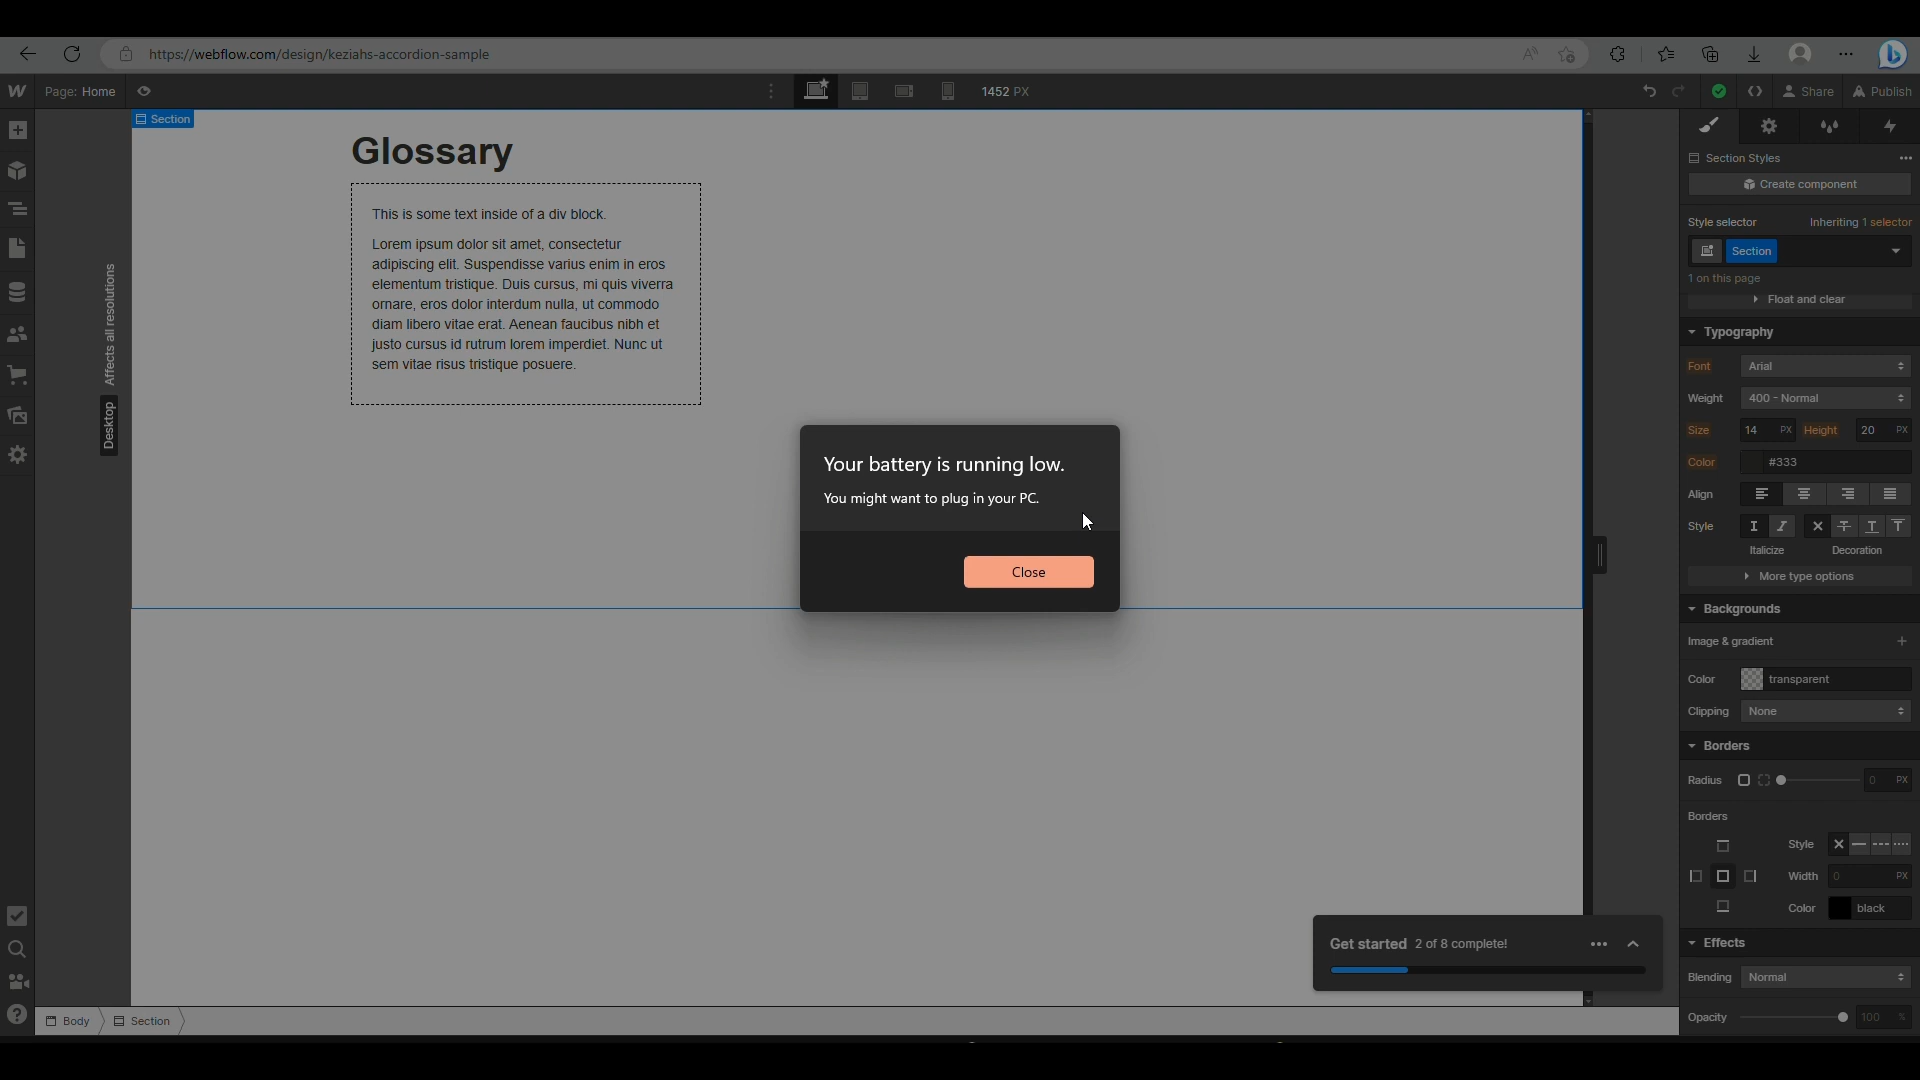 https://webflow.com/design/keziahs-accordion-sample
Page: Home
1452 PX
Share
Publish
Section
Glossary
This is some text inside of a div block.
Lorem ipsum dolor sit amet, consectetur
adipiscing elit. Suspendisse varius enim in eros
elementum tristique. Duis cursus, mi quis viverra
ornare, eros dolor interdum nulla, ut commodo
diam libero vitae erat. Aenean faucibus nibh et
justo cursus id rutrum lorem imperdiet. Nunc ut
sem vitae risus tristique posuere.
Desktop Affects all resolutions
Your battery is running low.
You might want to plug in your PC.
Close
Get started 2 of 8 complete!
Body
Section
Section Styles
Create component
Style selector Inheriting 1 selector
Section
1 on this page
Float and clear
Typography
Font Arial
Weight 400 - Normal
Size 14 PX Height 20 PX
Color #333
Align
Style
Italicize Decoration
More type options
Backgrounds
Image & gradient
Color transparent
Clipping None
Borders
Radius 0 PX
Borders
Style
Width 0 PX
Color black
Effects
Blending Normal
Opacity 100 %